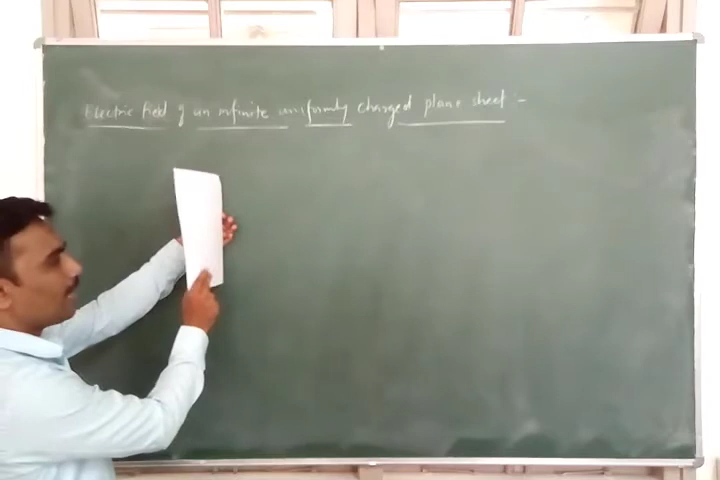 Electric field of an infinite uniformly charged plane sheet :-